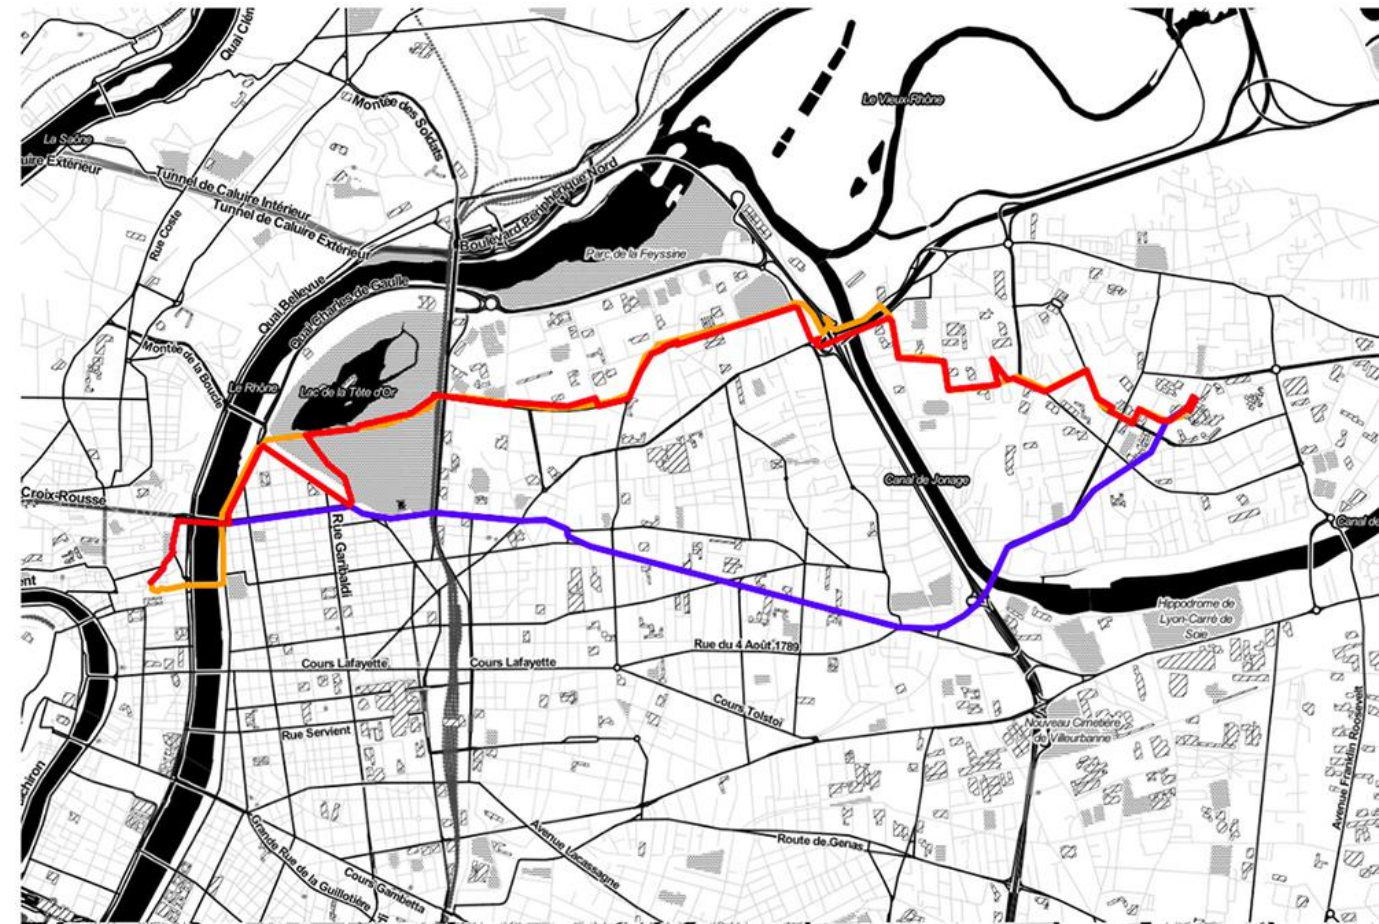 Quai Clém
La Saône
uire Extérieur
Montée des Soldats
Le Vieux Rhône
Tunnel de Caluire Intérieur
Tunnel de Caluire Extérieur
Rue Coste
Boulevard Périphérique Nord
Parc de la Feyssine
Quai Bellevue
Quai Charles de Gaulle
Montée de la Boucle
Le Rhône
Lac de la Tête d'Or
Croix-Rousse
Canal de Jonage
Canal de
Rue Garibaldi
ent
Hippodrome de
Lyon-Carré de
Soie
Rue du 4 Août 1789
Cours Lafayette
Cours Lafayette
Cours Tolstoï
Rue Servient
Nouveau Cimetière
de Villeurbanne
Avenue Franklin Roosevelt
Grande Rue de la Guillotière
Cours Gambetta
Avenue Lacassagne
Route de Genas